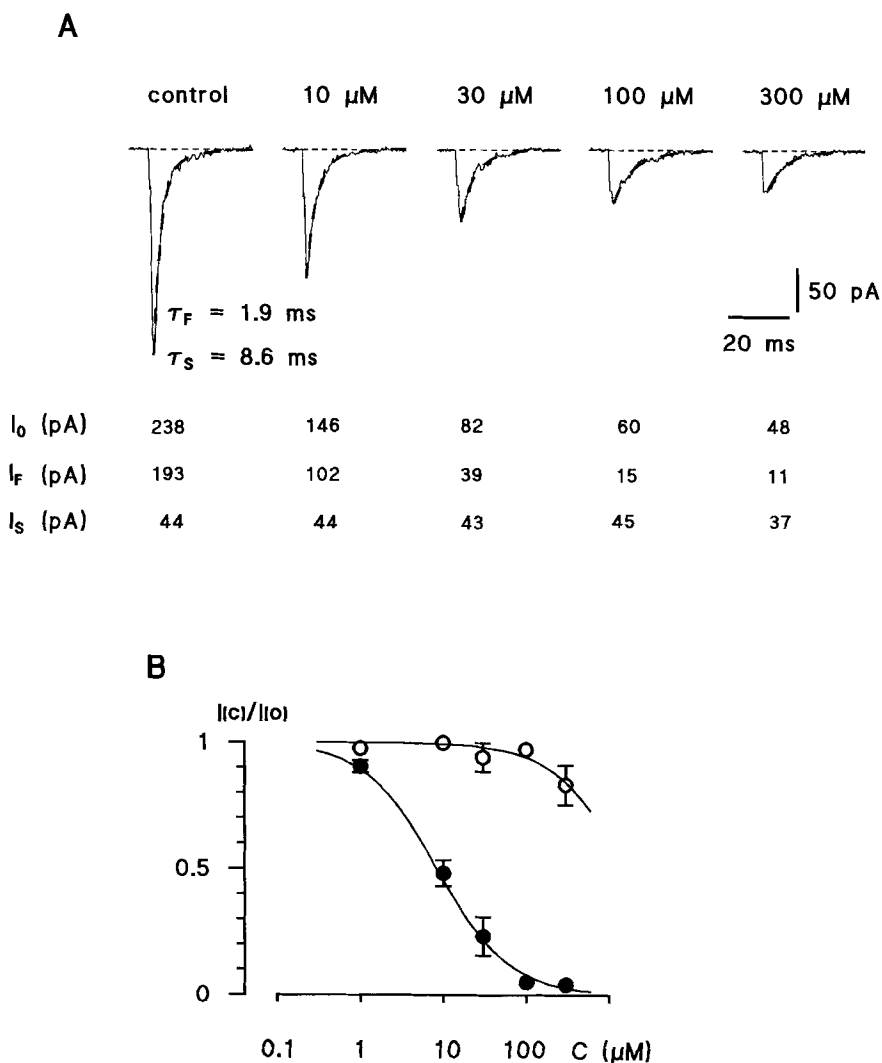 A
control 10 μM 30 μM 100 μM 300 μM
τF = 1.9 ms
τS = 8.6 ms
50 pA
20 ms
I0 (pA) 238 146 82 60 48
IF (pA) 193 102 39 15 11
IS (pA) 44 44 43 45 37
B
I(C)/I(O)
1
0.5
0
0.1 1 10 100 C (μM)